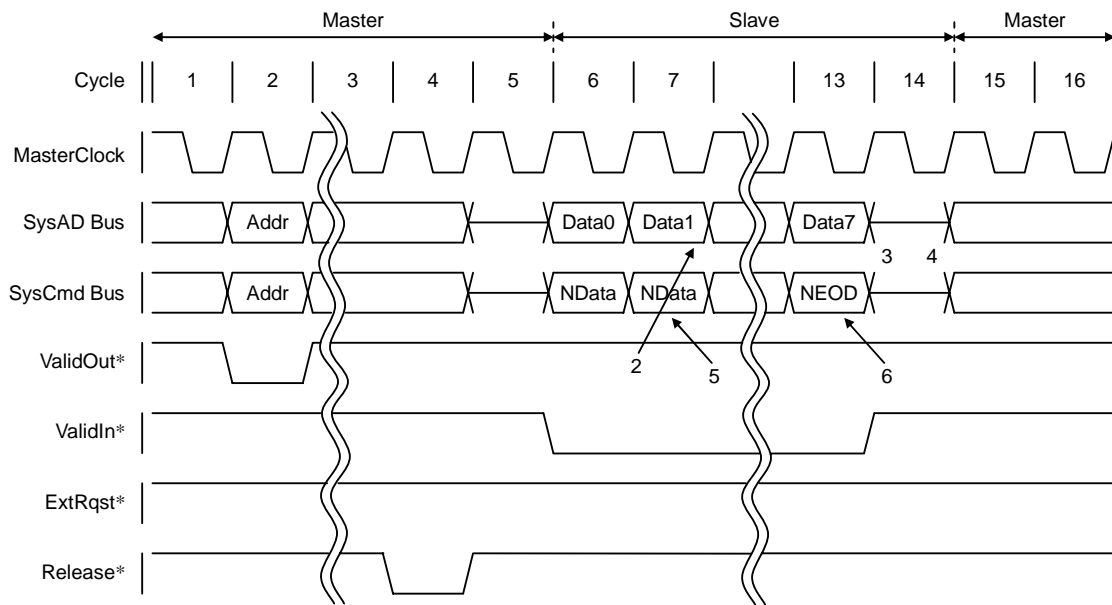 Master Slave Master
Cycle 1 2 3 4 5 6 7 13 14 15 16
MasterClock
SysAD Bus Addr Data0 Data1 Data7
3 4
SysCmd Bus Addr NData NData NEOD
ValidOut* 2 5 6
ValidIn*
ExtRqst*
Release*